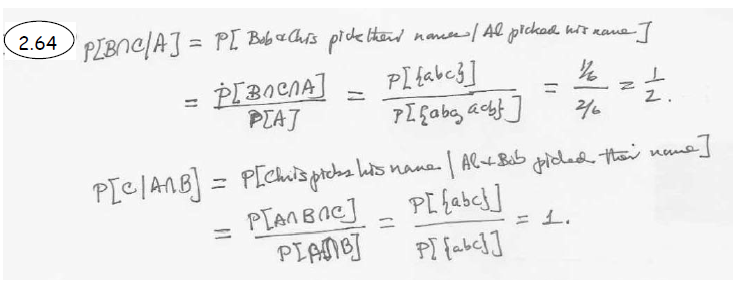 2.64 P[B∩C|A] = P[Bob & Chris pick their names | Al picked his name]
= P[B∩C∩A] / P[A] = P[{abc}] / P[{abc, acb}] = 1/6 / 2/6 = 1/2.
P[C|A∩B] = P[Chris picks his name | Al & Bob picked their name]
= P[A∩B∩C] / P[A∩B] = P[{abc}] / P[{abc}] = 1.